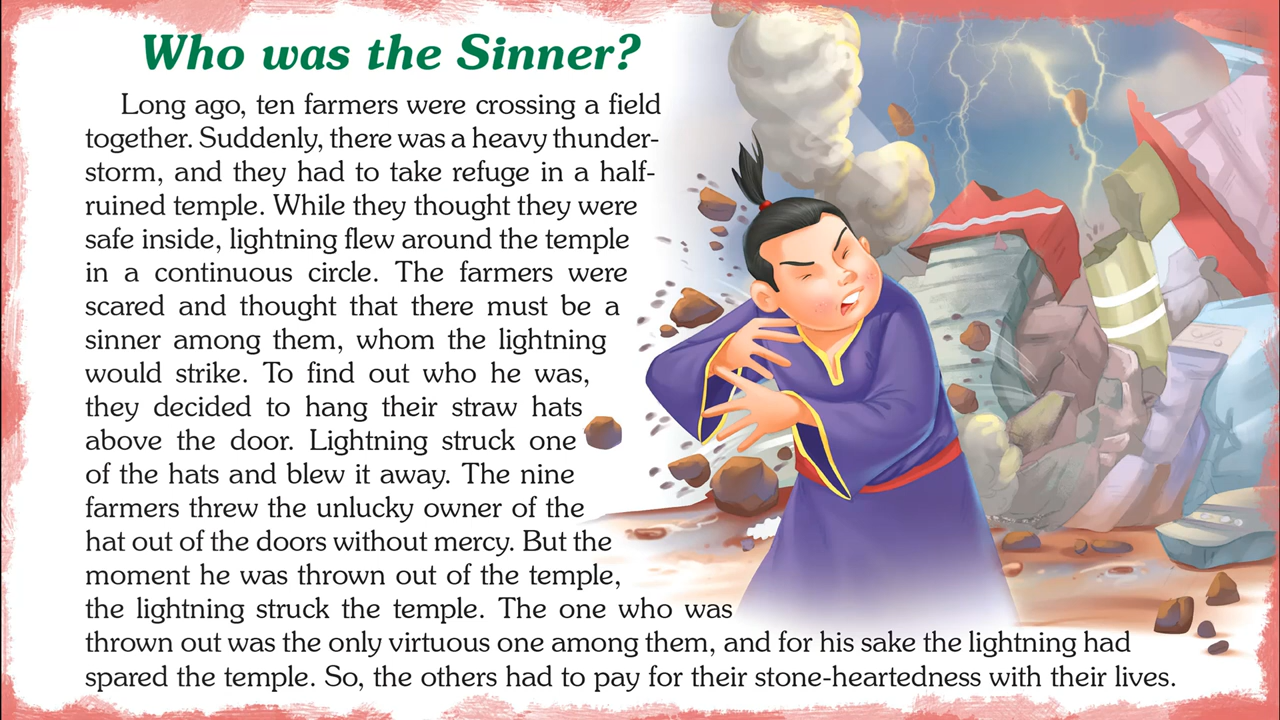 Who was the Sinner?
Long ago, ten farmers were crossing a field
together. Suddenly, there was a heavy thunder-
storm, and they had to take refuge in a half-
ruined temple. While they thought they were
safe inside, lightning flew around the temple
in a continuous circle. The farmers were
scared and thought that there must be a
sinner among them, whom the lightning
would strike. To find out who he was,
they decided to hang their straw hats
above the door. Lightning struck one
of the hats and blew it away. The nine
farmers threw the unlucky owner of the
hat out of the doors without mercy. But the
moment he was thrown out of the temple,
the lightning struck the temple. The one who was
thrown out was the only virtuous one among them, and for his sake the lightning had
spared the temple. So, the others had to pay for their stone-heartedness with their lives.